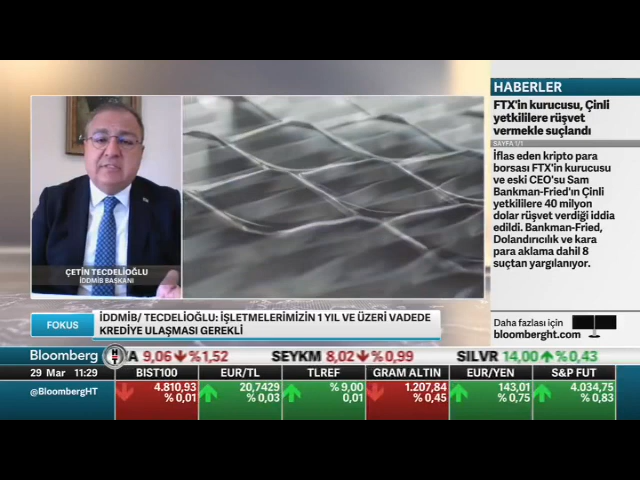 HABERLER
FTX'in kurucusu, Çinli
yetkililere rüşvet
vermekle suçlandı
SAYFA 1/1
İflas eden kripto para
borsası FTX'in kurucusu
ve eski CEO'su Sam
Bankman-Fried'ın Çinli
yetkililere 40 milyon
dolar rüşvet verdiği iddia
edildi. Bankman-Fried,
Dolandırıcılık ve kara
para aklama dahil 8
suçtan yargılanıyor.
ÇETİN TECDELİOĞLU
İDDMİB BAŞKANI
FOKUS
İDDMİB/ TECDELİOĞLU: İŞLETMELERİMİZİN 1 YIL VE ÜZERİ VADEDE
KREDİYE ULAŞMASI GEREKLİ
Daha fazlası için
bloomberght.com
Bloomberg HT
9,06 %1,52 SEYKM 8,02 %0,99 SILVR 14,00 %0,43
29 Mar 11:29
@BloombergHT
BIST100 EUR/TL TLREF GRAM ALTIN EUR/YEN S&P FUT
4.810,93 20,7429 % 9,00 1.207,84 143,01 4.034,75
% 0,01 % 0,03 0,01 % 0,45 % 0,75 % 0,83